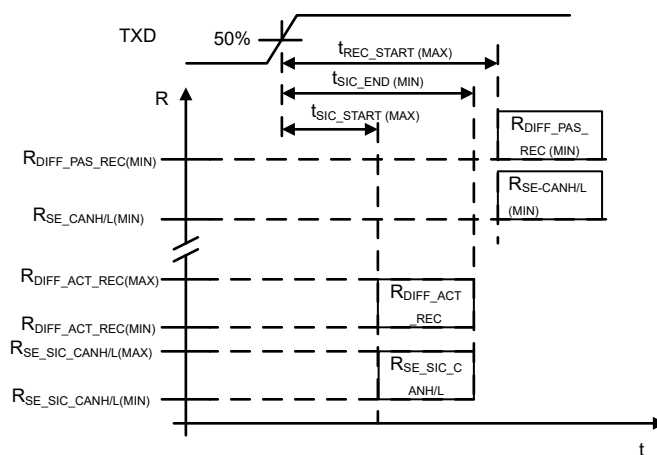 TXD
50%
tREC_START (MAX)
tSIC_END (MIN)
tSIC_START (MAX)
R
RDIFF_PAS_
REC (MIN)
RDIFF_PAS_REC(MIN)
RSE-CANH/L
(MIN)
RSE_CANH/L(MIN)
RDIFF_ACT_REC(MAX)
RDIFF_ACT
_REC
RDIFF_ACT_REC(MIN)
RSE_SIC_CANH/L(MAX)
RSE_SIC_C
ANH/L
RSE_SIC_CANH/L(MIN)
t